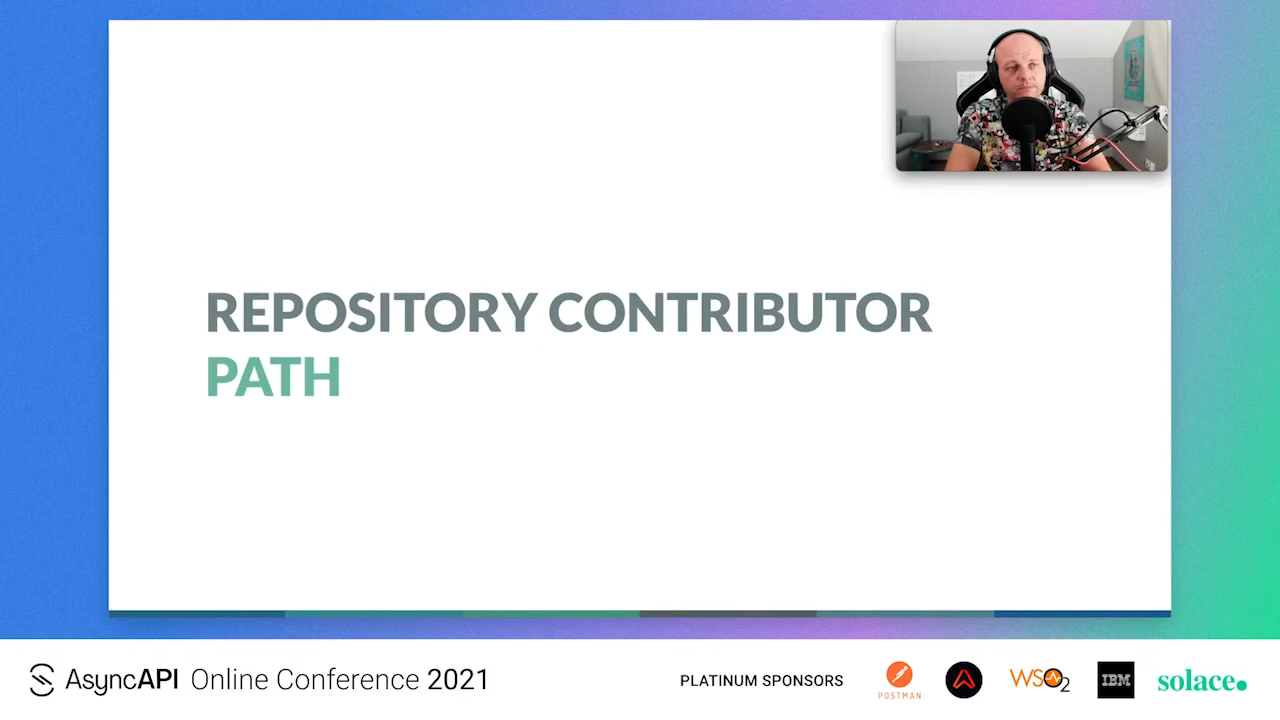 REPOSITORY CONTRIBUTOR
PATH
AsyncAPI Online Conference 2021
PLATINUM SPONSORS
POSTMAN
WSO2
IBM
solace.